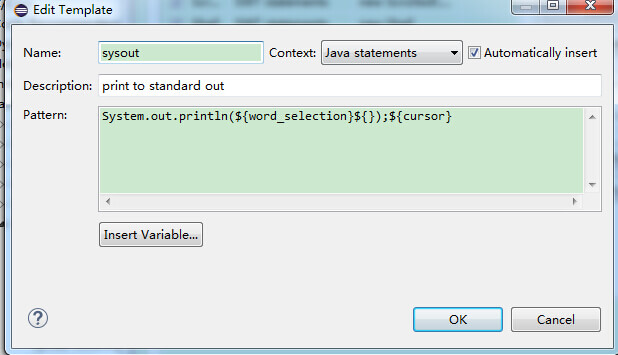 Edit Template
Name: sysout Context: Java statements Automatically insert
Description: print to standard out
Pattern: System.out.println(${word_selection}${});${cursor}
Insert Variable...
? OK Cancel